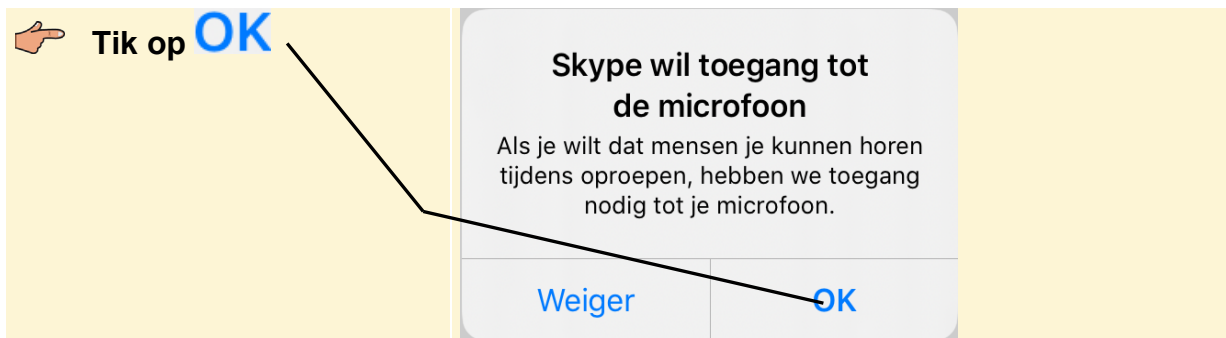 Tik op OK
Skype wil toegang tot
de microfoon
Als je wilt dat mensen je kunnen horen
tijdens oproepen, hebben we toegang
nodig tot je microfoon.
Weiger OK